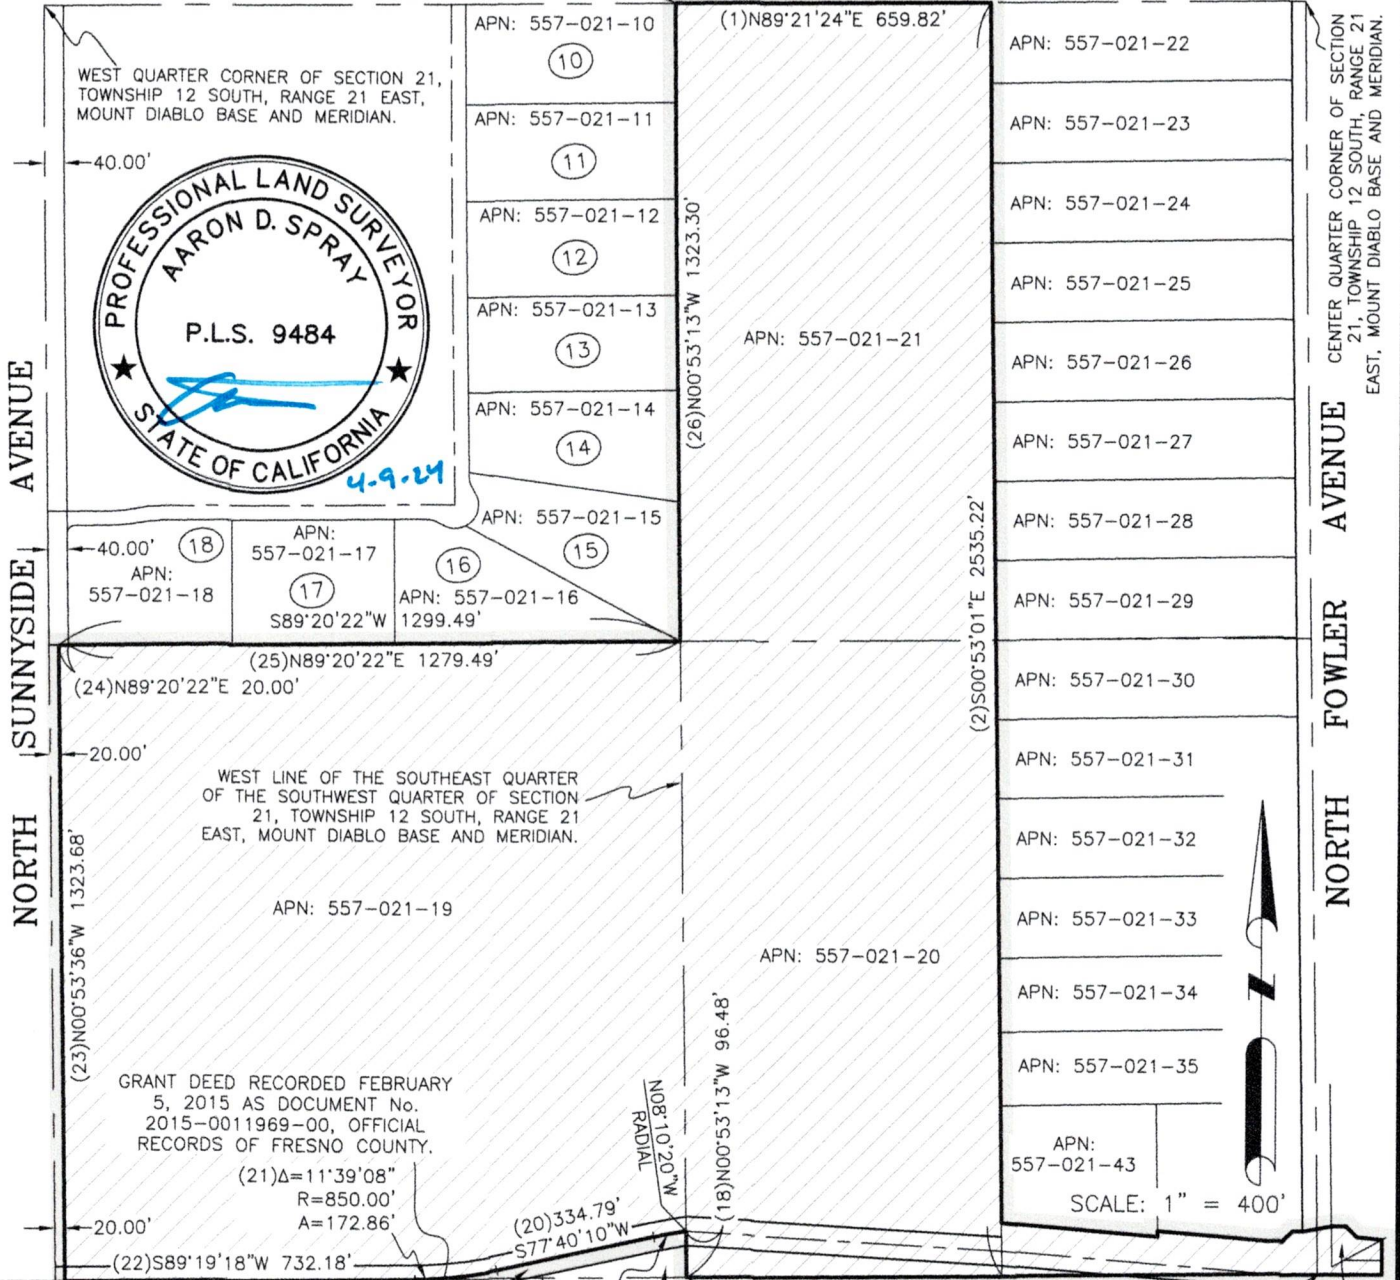 APN: 557-021-10
10
(1)N89°21'24"E 659.82'
APN: 557-021-22
WEST QUARTER CORNER OF SECTION 21,
TOWNSHIP 12 SOUTH, RANGE 21 EAST,
MOUNT DIABLO BASE AND MERIDIAN.
CENTER QUARTER CORNER OF SECTION
21, TOWNSHIP 12 SOUTH, RANGE 21
EAST, MOUNT DIABLO BASE AND MERIDIAN.
APN: 557-021-11
11
APN: 557-021-23
40.00'
PROFESSIONAL LAND SURVEYOR
AARON D. SPRAY
P.L.S. 9484
STATE OF CALIFORNIA
4-9-24
APN: 557-021-12
12
APN: 557-021-24
(26)N00°53'13"W 1323.30'
APN: 557-021-25
APN: 557-021-13
13
APN: 557-021-21
APN: 557-021-26
APN: 557-021-14
14
APN: 557-021-27
NORTH SUNNYSIDE AVENUE
NORTH FOWLER AVENUE
APN: 557-021-15
15
APN: 557-021-28
40.00'
18
APN:
557-021-18
APN:
557-021-17
17
16
APN: 557-021-16
S89°20'22"W 1299.49'
(2)S00°53'01"E 2535.22'
APN: 557-021-29
(25)N89°20'22"E 1279.49'
(24)N89°20'22"E 20.00'
APN: 557-021-30
20.00'
APN: 557-021-31
WEST LINE OF THE SOUTHEAST QUARTER
OF THE SOUTHWEST QUARTER OF SECTION
21, TOWNSHIP 12 SOUTH, RANGE 21
EAST, MOUNT DIABLO BASE AND MERIDIAN.
APN: 557-021-32
(23)N00°53'36"W 1323.68'
APN: 557-021-19
APN: 557-021-33
APN: 557-021-20
APN: 557-021-34
N
APN: 557-021-35
GRANT DEED RECORDED FEBRUARY
5, 2015 AS DOCUMENT No.
2015-0011969-00, OFFICIAL
RECORDS OF FRESNO COUNTY.
N08°10'20"W
RADIAL
(18)N00°53'13"W 96.48'
APN:
557-021-43
(21)Δ=11°39'08"
R=850.00'
A=172.86'
SCALE: 1" = 400'
20.00'
(20)334.79'
S77°40'10"W
(22)S89°19'18"W 732.18'